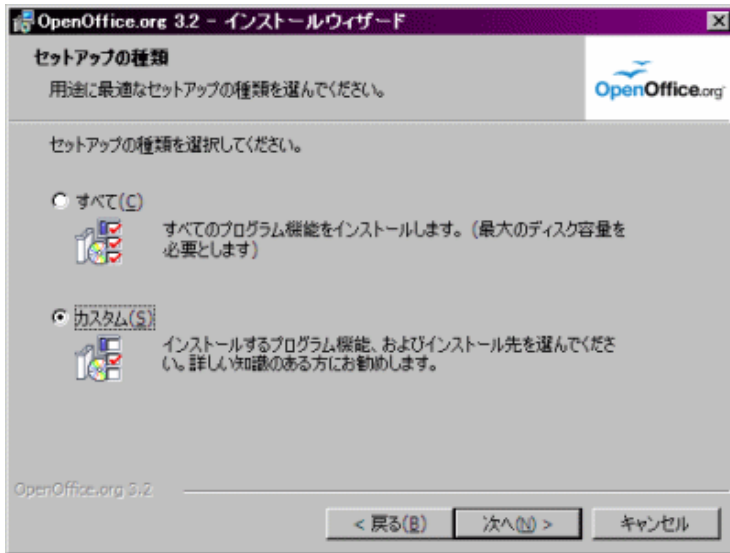 OpenOffice.org 3.2 - インストールウィザード
セットアップの種類
用途に最適なセットアップの種類を選んでください。
OpenOffice.org
セットアップの種類を選択してください。
すべて(C)
すべてのプログラム機能をインストールします。(最大のディスク容量を
必要とします)
カスタム(S)
インストールするプログラム機能、およびインストール先を選んでくださ
い。詳しい知識のある方にお勧めします。
OpenOffice.org 3.2
< 戻る(B)
次へ(N) >
キャンセル